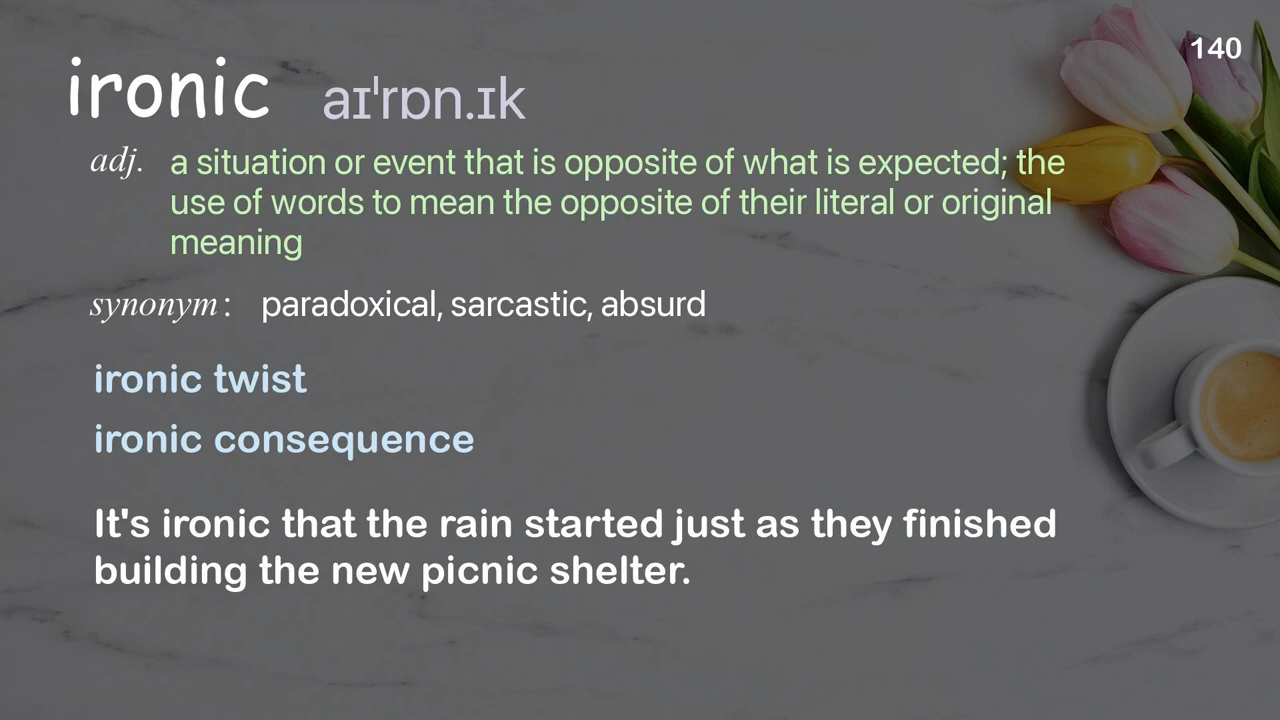 140
ironic aɪˈrɒn.ɪk
adj. a situation or event that is opposite of what is expected; the
use of words to mean the opposite of their literal or original
meaning
synonym: paradoxical, sarcastic, absurd
ironic twist
ironic consequence
It's ironic that the rain started just as they finished
building the new picnic shelter.